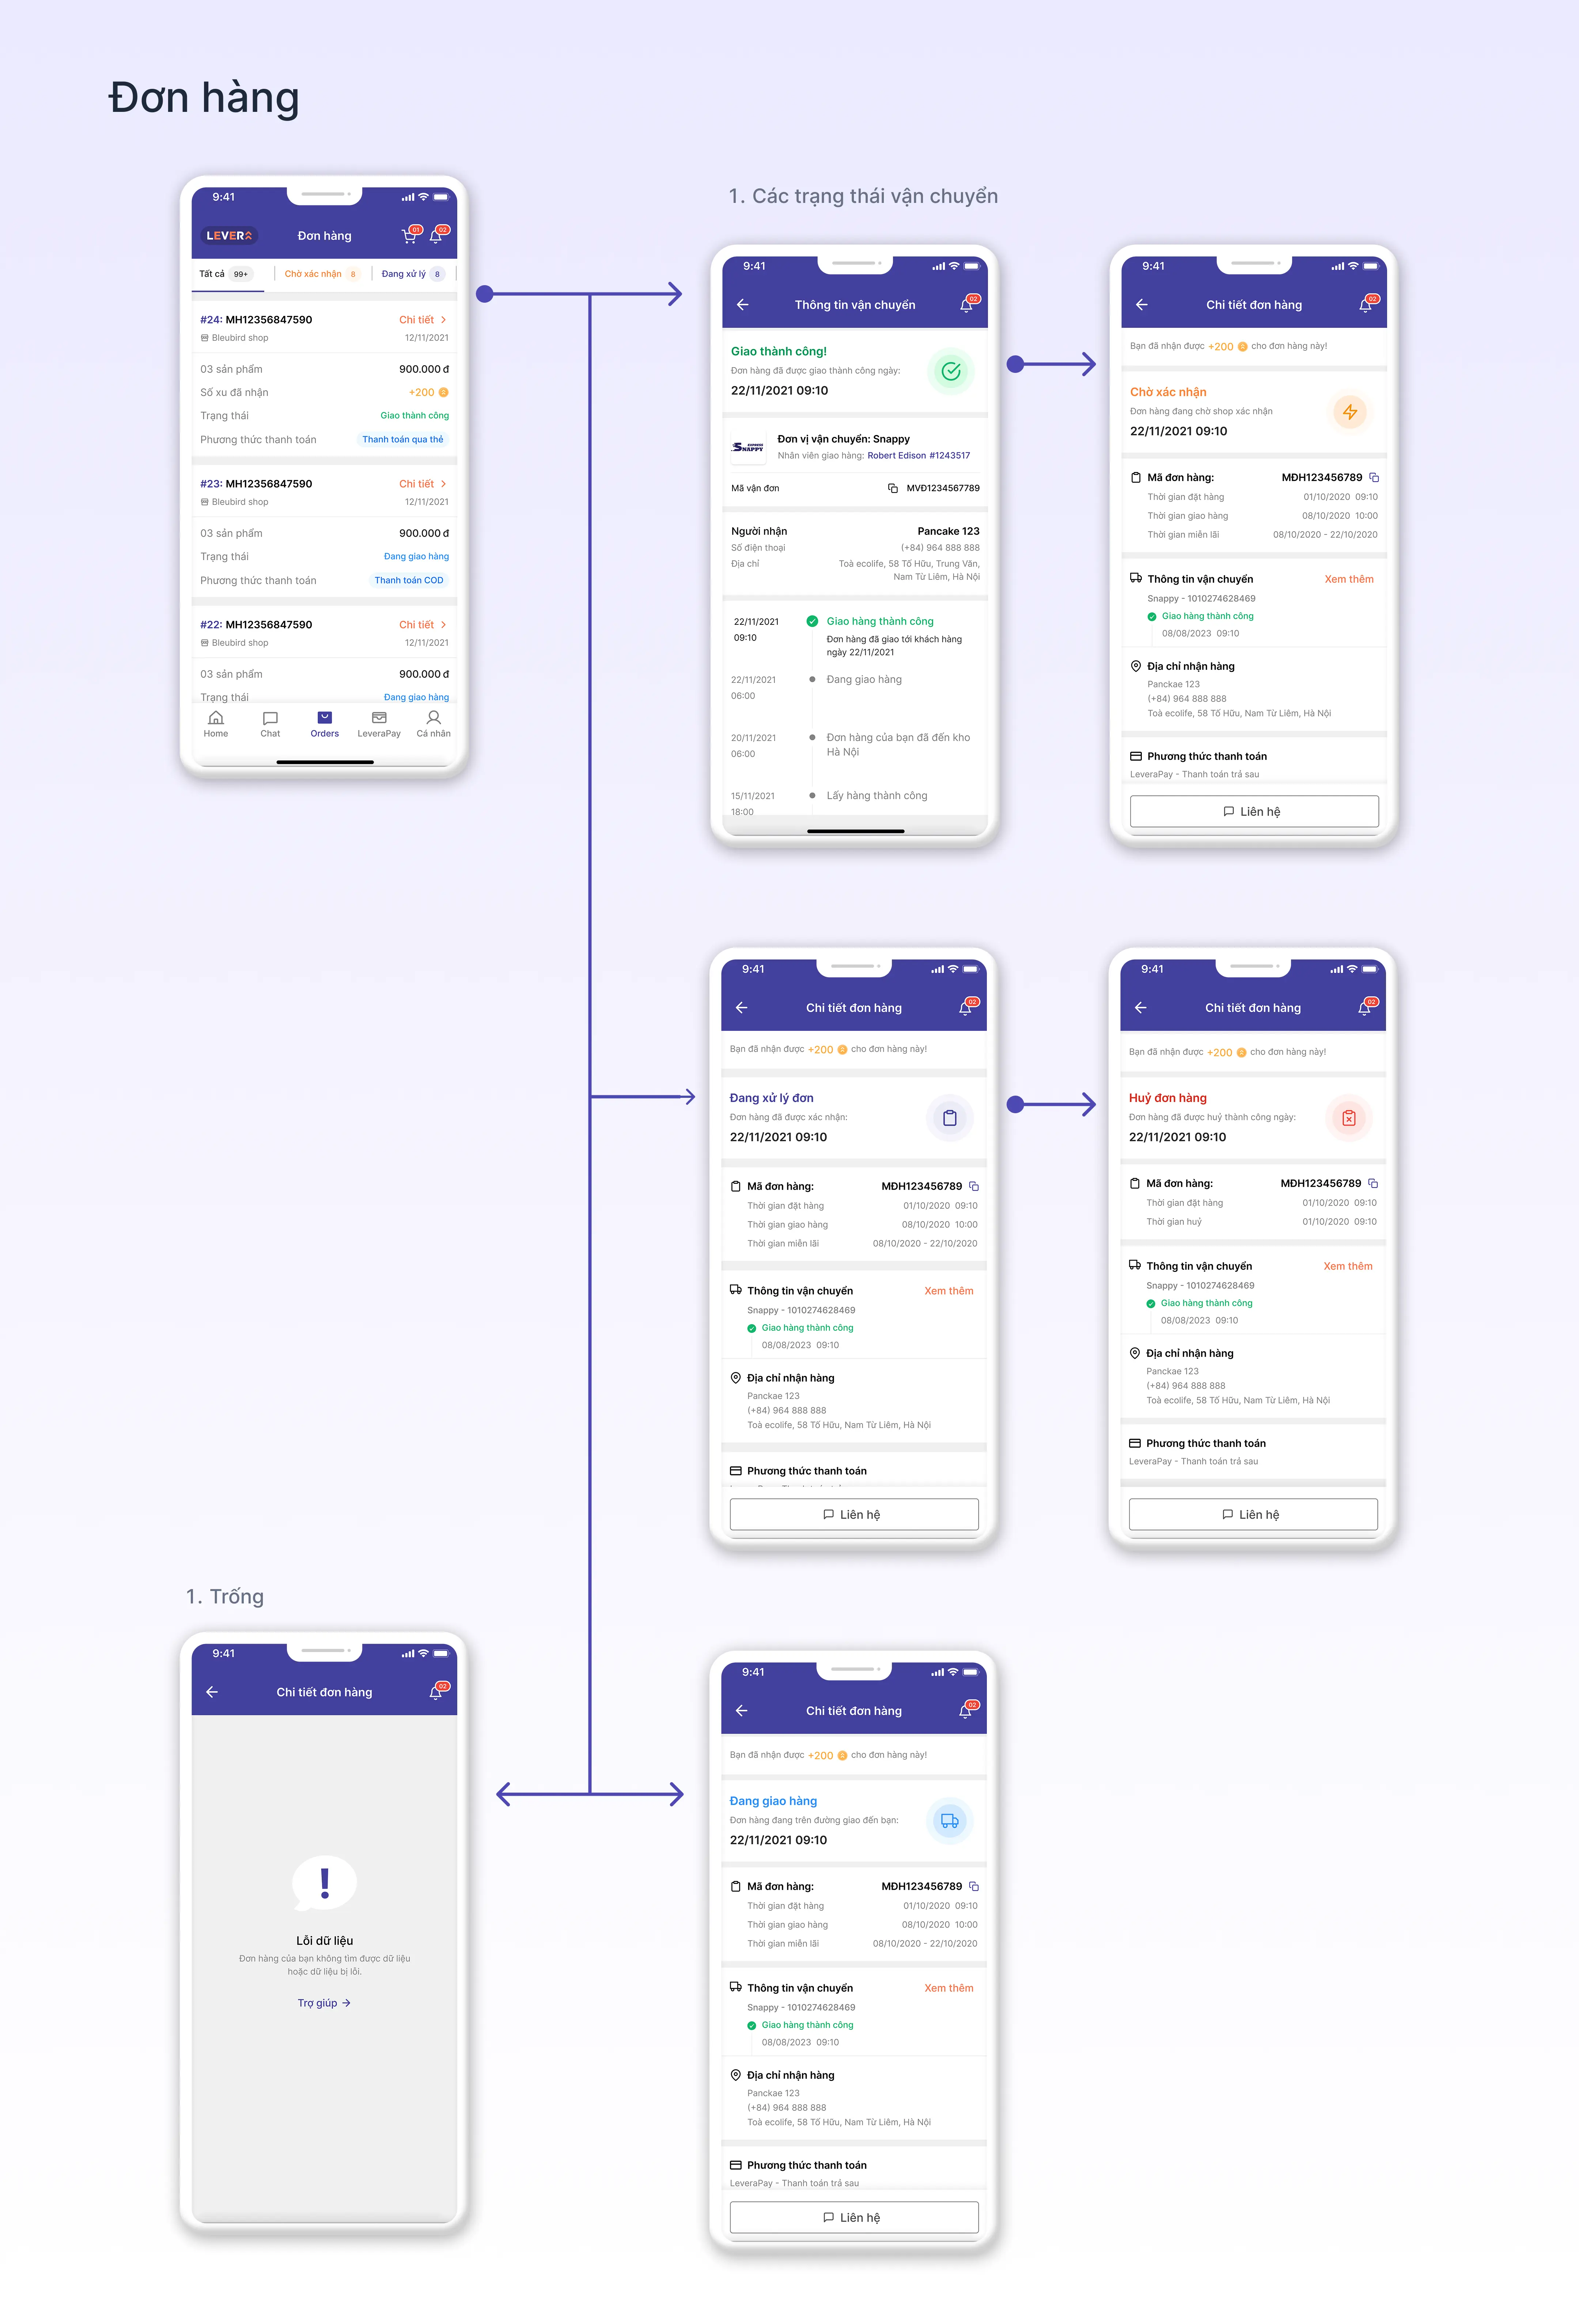 Đơn hàng
9:41
LEVER
Đơn hàng
01
02
Tất cả 99+
Chờ xác nhận 8
Đang xử lý 8
#24: MH12356847590
Chi tiết
Bleubird shop
12/11/2021
03 sản phẩm
900.000 đ
Số xu đã nhận
+200
Trạng thái
Giao thành công
Phương thức thanh toán
Thanh toán qua thẻ
#23: MH12356847590
Chi tiết
Bleubird shop
12/11/2021
03 sản phẩm
900.000 đ
Trạng thái
Đang giao hàng
Phương thức thanh toán
Thanh toán COD
#22: MH12356847590
Chi tiết
Bleubird shop
12/11/2021
03 sản phẩm
900.000 đ
Trạng thái
Đang giao hàng
Home
Chat
Orders
LeveraPay
Cá nhân
1. Các trạng thái vận chuyển
9:41
Thông tin vận chuyển
02
Giao thành công!
Đơn hàng đã được giao thành công ngày:
22/11/2021 09:10
EXPRESS
SNAPPY
Đơn vị vận chuyển: Snappy
Nhân viên giao hàng: Robert Edison #1243517
Mã vận đơn
MVĐ1234567789
Người nhận
Pancake 123
Số điện thoại
(+84) 964 888 888
Địa chỉ
Toà ecolife, 58 Tố Hữu, Trung Văn,
Nam Từ Liêm, Hà Nội
22/11/2021
09:10
Giao hàng thành công
Đơn hàng đã giao tới khách hàng
ngày 22/11/2021
22/11/2021
06:00
Đang giao hàng
20/11/2021
06:00
Đơn hàng của bạn đã đến kho
Hà Nội
15/11/2021
18:00
Lấy hàng thành công
9:41
Chi tiết đơn hàng
02
Bạn đã nhận được +200 cho đơn hàng này!
Chờ xác nhận
Đơn hàng đang chờ shop xác nhận
22/11/2021 09:10
Mã đơn hàng:
MĐH123456789
Thời gian đặt hàng
01/10/2020 09:10
Thời gian giao hàng
08/10/2020 10:00
Thời gian miễn lãi
08/10/2020 - 22/10/2020
Thông tin vận chuyển
Xem thêm
Snappy - 1010274628469
Giao hàng thành công
08/08/2023 09:10
Địa chỉ nhận hàng
Panckae 123
(+84) 964 888 888
Toà ecolife, 58 Tố Hữu, Nam Từ Liêm, Hà Nội
Phương thức thanh toán
LeveraPay - Thanh toán trả sau
Liên hệ
9:41
Chi tiết đơn hàng
02
Bạn đã nhận được +200 cho đơn hàng này!
Đang xử lý đơn
Đơn hàng đã được xác nhận:
22/11/2021 09:10
Mã đơn hàng:
MĐH123456789
Thời gian đặt hàng
01/10/2020 09:10
Thời gian giao hàng
08/10/2020 10:00
Thời gian miễn lãi
08/10/2020 - 22/10/2020
Thông tin vận chuyển
Xem thêm
Snappy - 1010274628469
Giao hàng thành công
08/08/2023 09:10
Địa chỉ nhận hàng
Panckae 123
(+84) 964 888 888
Toà ecolife, 58 Tố Hữu, Nam Từ Liêm, Hà Nội
Phương thức thanh toán
Liên hệ
9:41
Chi tiết đơn hàng
02
Bạn đã nhận được +200 cho đơn hàng này!
Huỷ đơn hàng
Đơn hàng đã được huỷ thành công ngày:
22/11/2021 09:10
Mã đơn hàng:
MĐH123456789
Thời gian đặt hàng
01/10/2020 09:10
Thời gian huỷ
01/10/2020 09:10
Thông tin vận chuyển
Xem thêm
Snappy - 1010274628469
Giao hàng thành công
08/08/2023 09:10
Địa chỉ nhận hàng
Panckae 123
(+84) 964 888 888
Toà ecolife, 58 Tố Hữu, Nam Từ Liêm, Hà Nội
Phương thức thanh toán
LeveraPay - Thanh toán trả sau
Liên hệ
1. Trống
9:41
Chi tiết đơn hàng
02
Lỗi dữ liệu
Đơn hàng của bạn không tìm được dữ liệu
hoặc dữ liệu bị lỗi.
Trợ giúp
9:41
Chi tiết đơn hàng
02
Bạn đã nhận được +200 cho đơn hàng này!
Đang giao hàng
Đơn hàng đang trên đường giao đến bạn:
22/11/2021 09:10
Mã đơn hàng:
MĐH123456789
Thời gian đặt hàng
01/10/2020 09:10
Thời gian giao hàng
08/10/2020 10:00
Thời gian miễn lãi
08/10/2020 - 22/10/2020
Thông tin vận chuyển
Xem thêm
Snappy - 1010274628469
Giao hàng thành công
08/08/2023 09:10
Địa chỉ nhận hàng
Panckae 123
(+84) 964 888 888
Toà ecolife, 58 Tố Hữu, Nam Từ Liêm, Hà Nội
Phương thức thanh toán
LeveraPay - Thanh toán trả sau
Liên hệ